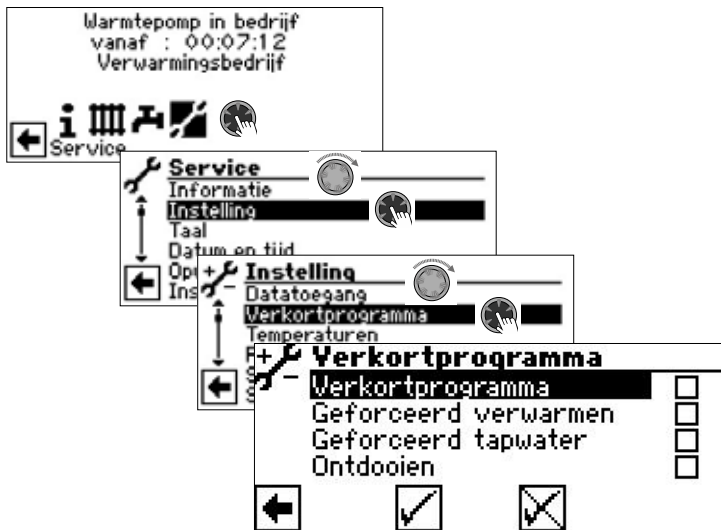 Warmtepomp in bedrijf
vanaf : 00:07:12
Verwarmingsbedrijf
Service
Service
Informatie
Instelling
Taal
Datum en tijd
Instelling
Datatoegang
Verkortprogramma
Temperaturen
Verkortprogramma
Verkortprogramma
Geforceerd verwarmen
Geforceerd tapwater
Ontdooien